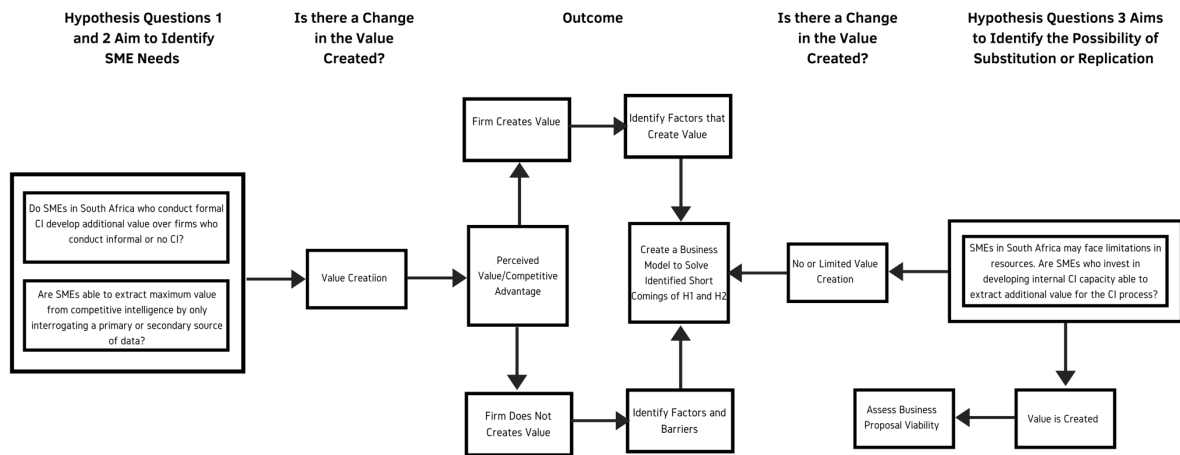 Hypothesis Questions 1
and 2 Aim to Identify
SME Needs
Is there a Change
in the Value
Created?
Outcome
Is there a Change
in the Value
Created?
Hypothesis Questions 3 Aims
to Identify the Possibility of
Substitution or Replication
Do SMEs in South Africa who conduct formal
CI develop additional value over firms who
conduct informal or no CI?
Are SMEs able to extract maximum value
from competitive intelligence by only
interrogating a primary or secondary source
of data?
Value Creatiion
Firm Creates Value
Perceived
Value/Competitive
Advantage
Firm Does Not
Creates Value
Identify Factors that
Create Value
Create a Business
Model to Solve
Identified Short
Comings of H1 and H2
Identify Factors and
Barriers
No or Limited Value
Creation
SMEs in South Africa may face limitations in
resources. Are SMEs who invest in
developing internal CI capacity able to
extract additional value for the CI process?
Assess Business
Proposal Viability
Value is Created